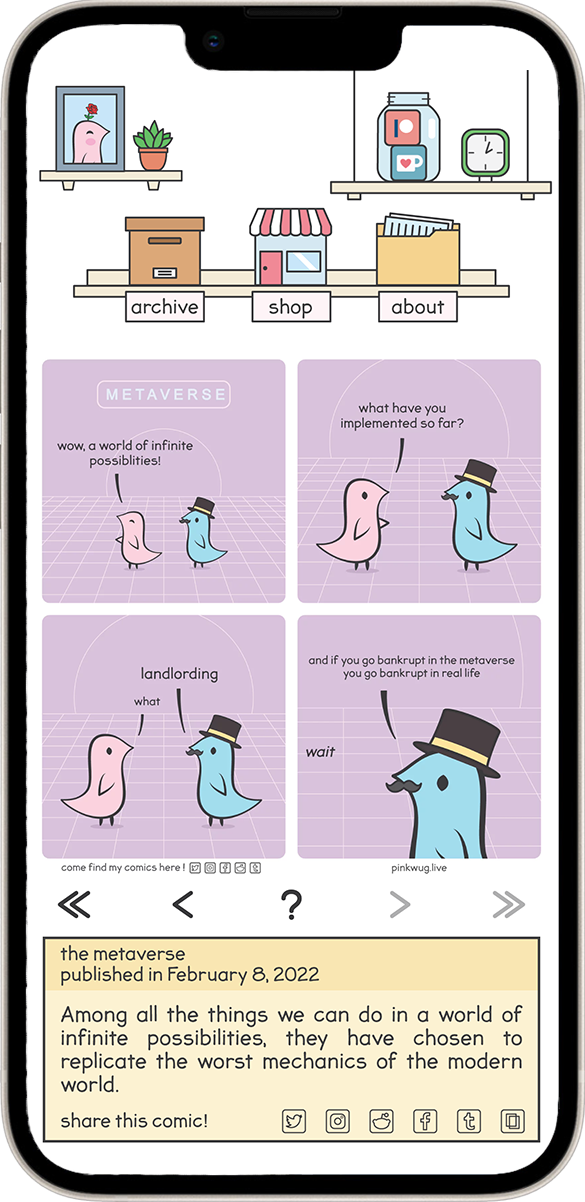 archive
shop
about
METAVERSE
wow, a world of infinite
possiblities!
what have you
implemented so far?
landlording
what
and if you go bankrupt in the metaverse
you go bankrupt in real life
wait
come find my comics here !
pinkwug.live
?
the metaverse
published in February 8, 2022
Among all the things we can do in a world of
infinite possibilities, they have chosen to
replicate the worst mechanics of the modern
world.
share this comic!